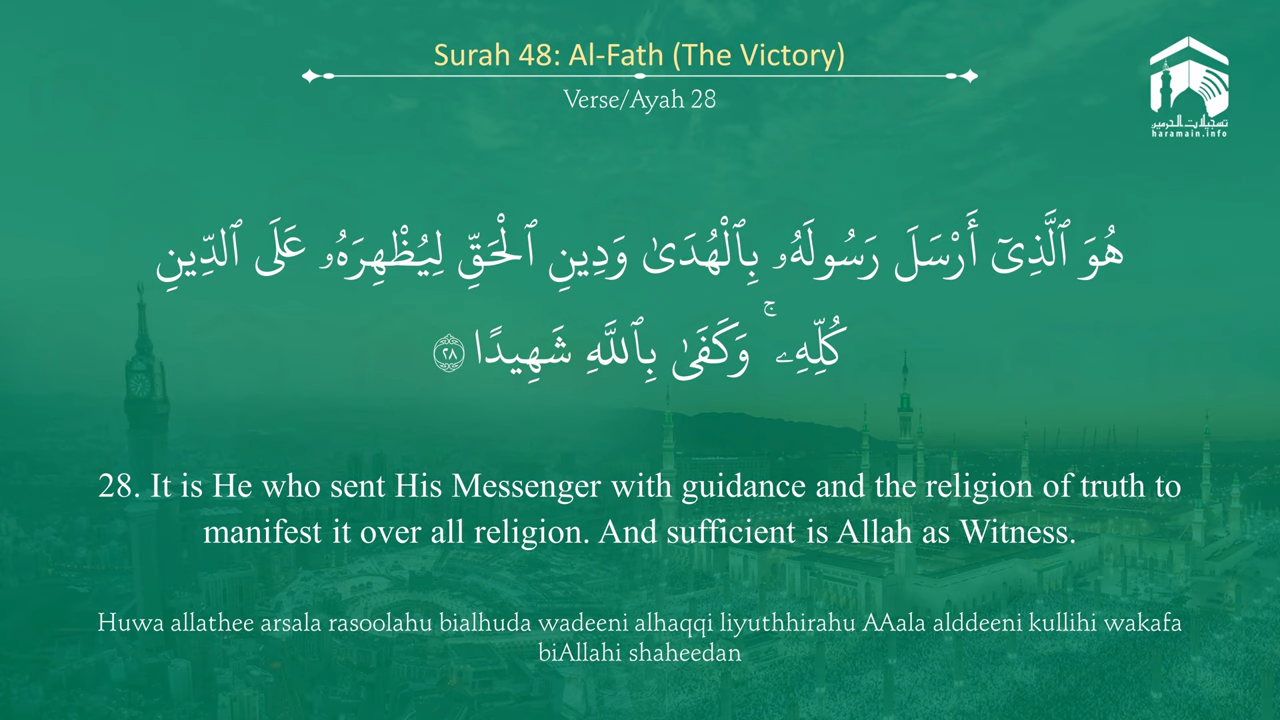 Surah 48: Al-Fath (The Victory)
Verse/Ayah 28
تسجيلات الحرمين
haramain.info
هُوَ ٱلَّذِىٓ أَرْسَلَ رَسُولَهُۥ بِٱلْهُدَىٰ وَدِينِ ٱلْحَقِّ لِيُظْهِرَهُۥ عَلَى ٱلدِّينِ
كُلِّهِۦ ۚ وَكَفَىٰ بِٱللَّهِ شَهِيدًا ٢٨
28. It is He who sent His Messenger with guidance and the religion of truth to
manifest it over all religion. And sufficient is Allah as Witness.
Huwa allathee arsala rasoolahu bialhuda wadeeni alhaqqi liyuthhirahu AAala alddeeni kullihi wakafa
biAllahi shaheedan